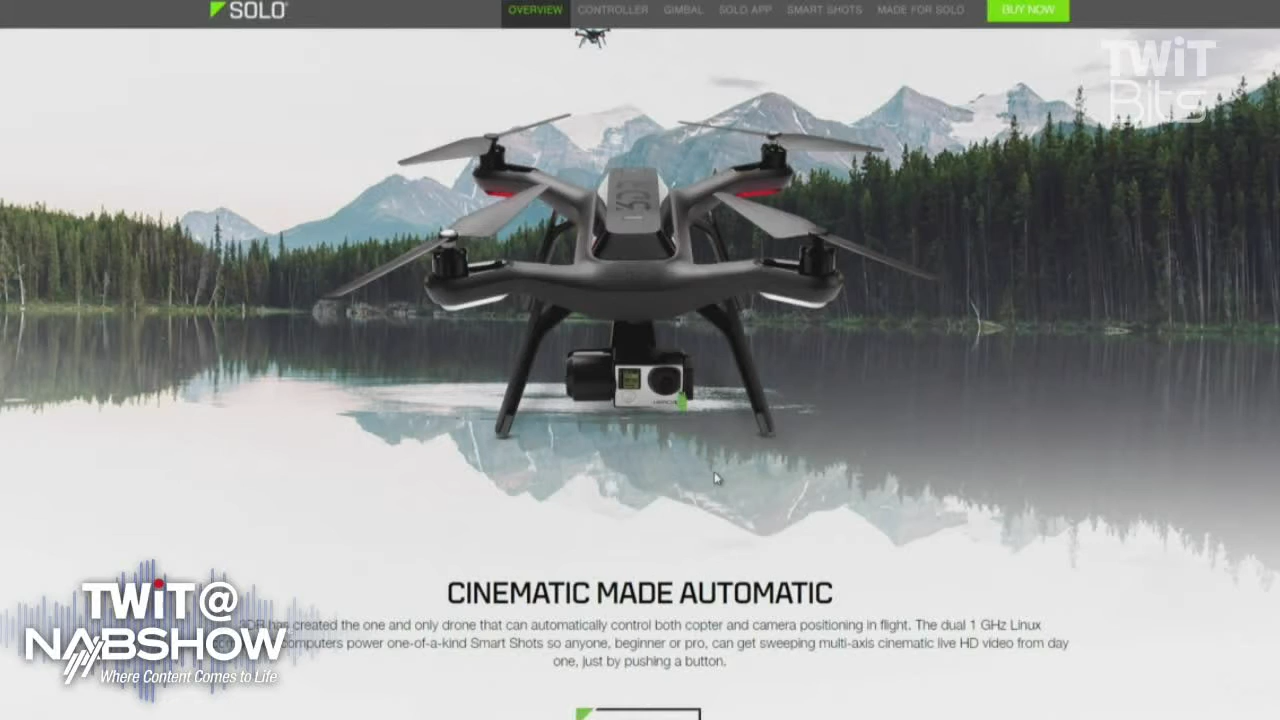 SOLO
OVERVIEW CONTROLLER GIMBAL SOLO APP SMART SHOTS MADE FOR SOLO BUY NOW
TWiT
Bits
3DR
CINEMATIC MADE AUTOMATIC
3DR has created the one and only drone that can automatically control both copter and camera positioning in flight. The dual 1 GHz Linux
computers power one-of-a-kind Smart Shots so anyone, beginner or pro, can get sweeping multi-axis cinematic live HD video from day
one, just by pushing a button.
TWiT@
NABSHOW
Where Content Comes to Life